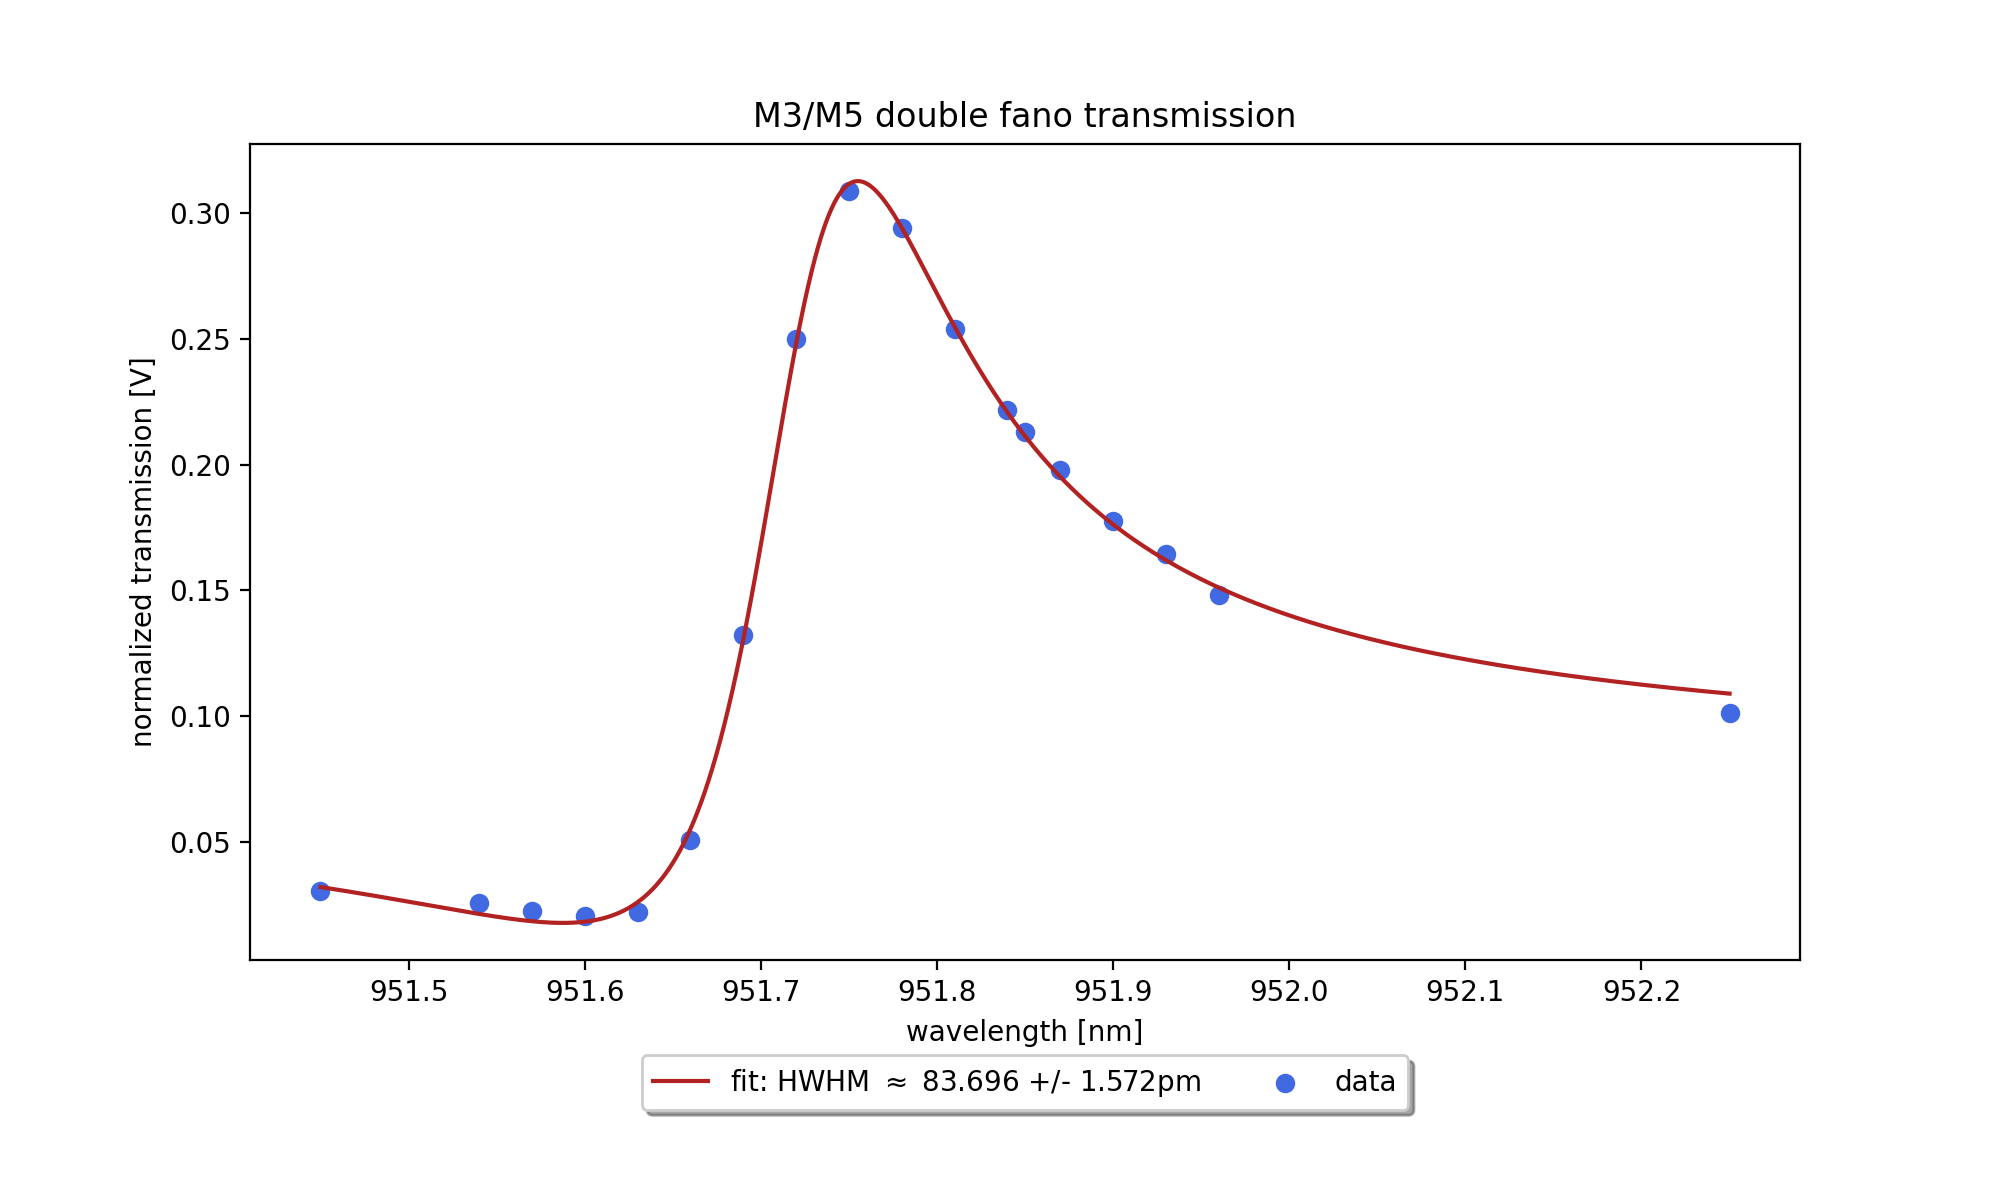 M3/M5 double fano transmission
normalized transmission [V]
0.30
0.25
0.20
0.15
0.10
0.05
951.5 951.6 951.7 951.8 951.9 952.0 952.1 952.2
wavelength [nm]
fit: HWHM ≈ 83.696 +/- 1.572pm data